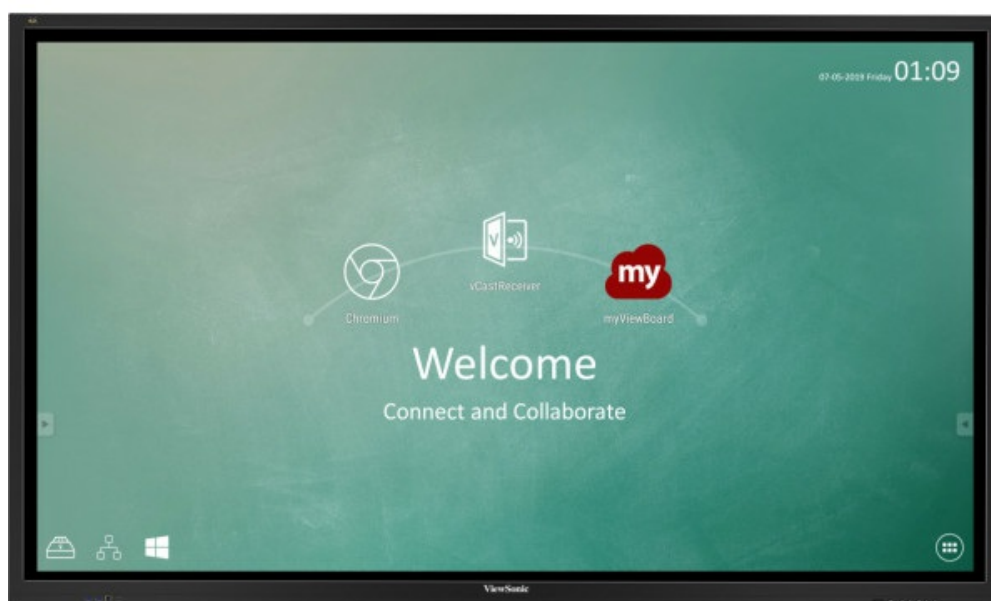 07-05-2019 Friday 01:09
V
my
vCastReceiver
Chromium
myViewBoard
Welcome
Connect and Collaborate
ViewSonic